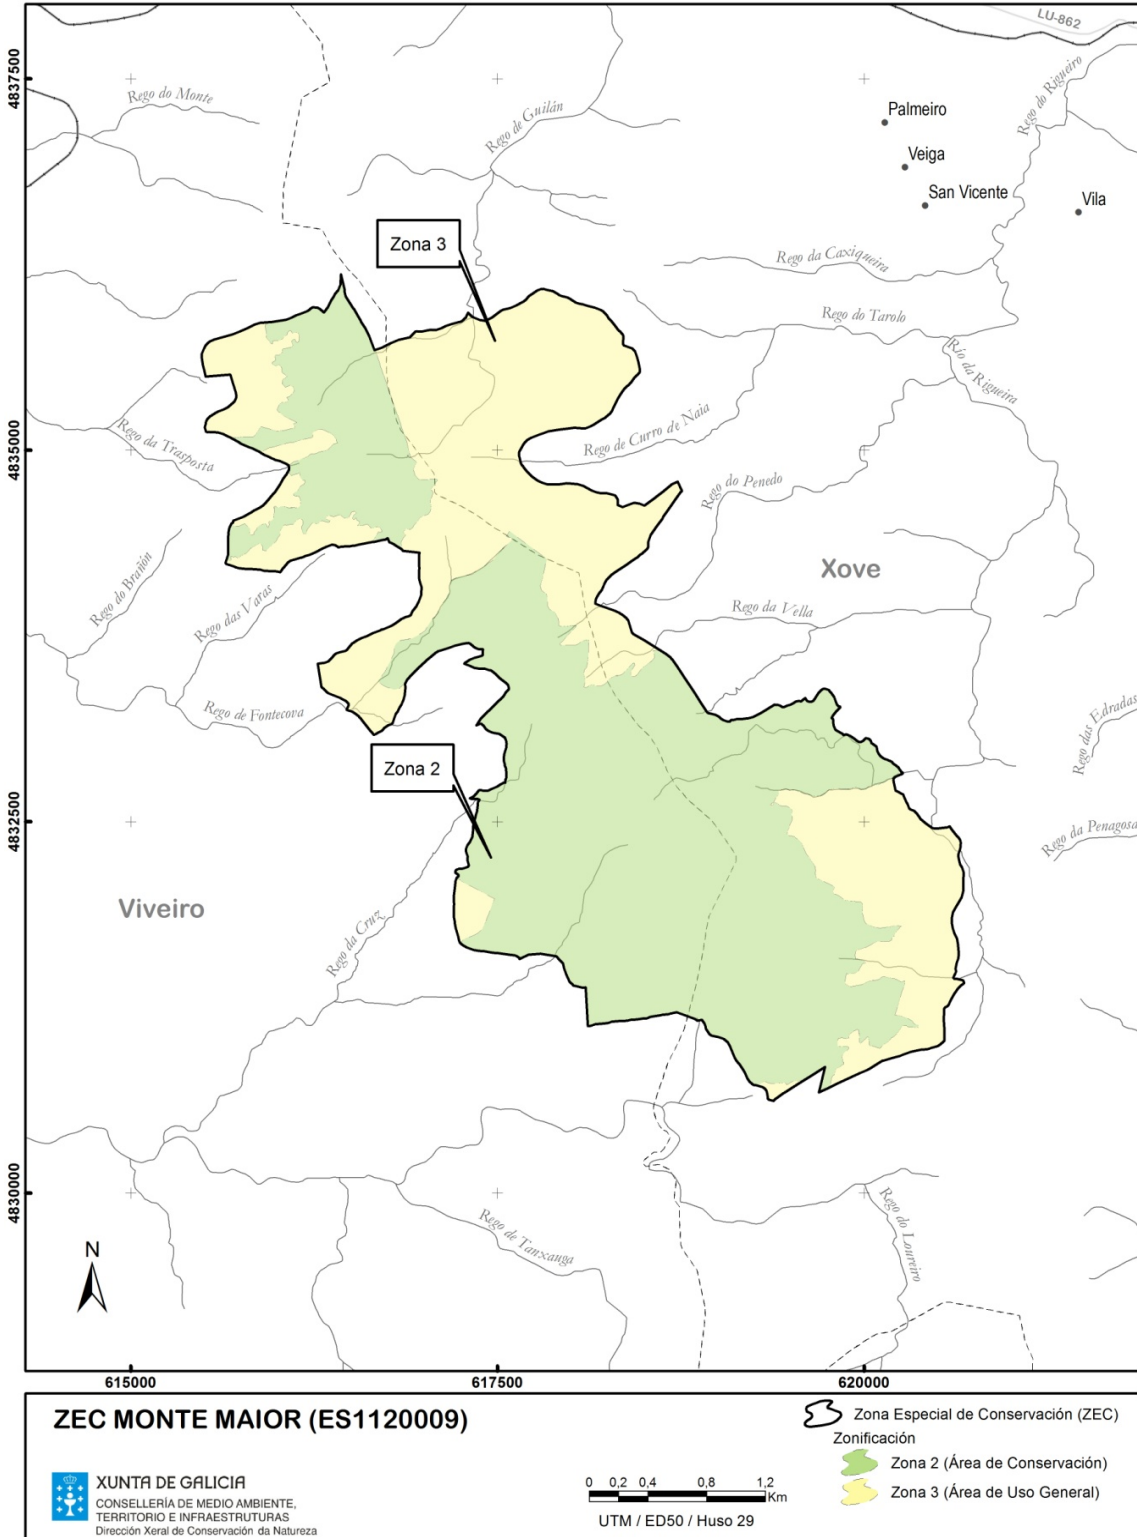 LU-862
4837500
Rego do Monte
Rego de Guilán
Rego do Rigueiro
Palmeiro
Veiga
San Vicente
Vila
Zona 3
Rego da Caxiqueira
Rego do Tarolo
Río da Rigueira
4835000
Rego da Trasposta
Rego de Curro de Naia
Rego do Penedo
Xove
Rego do Brañón
Rego das Varas
Rego da Vella
Rego de Fontecova
Rego das Edradas
Zona 2
4832500
Rego da Penagosa
Viveiro
Rego da Cruz
4830000
Rego de Tanxauga
Rego do Loureiro
N
615000
617500
620000
ZEC MONTE MAIOR (ES1120009)
Zona Especial de Conservación (ZEC)
Zonificación
Zona 2 (Área de Conservación)
Zona 3 (Área de Uso General)
XUNTA DE GALICIA
CONSELLERÍA DE MEDIO AMBIENTE,
TERRITORIO E INFRAESTRUTURAS
Dirección Xeral de Conservación da Natureza
0 0,2 0,4 0,8 1,2
Km
UTM / ED50 / Huso 29